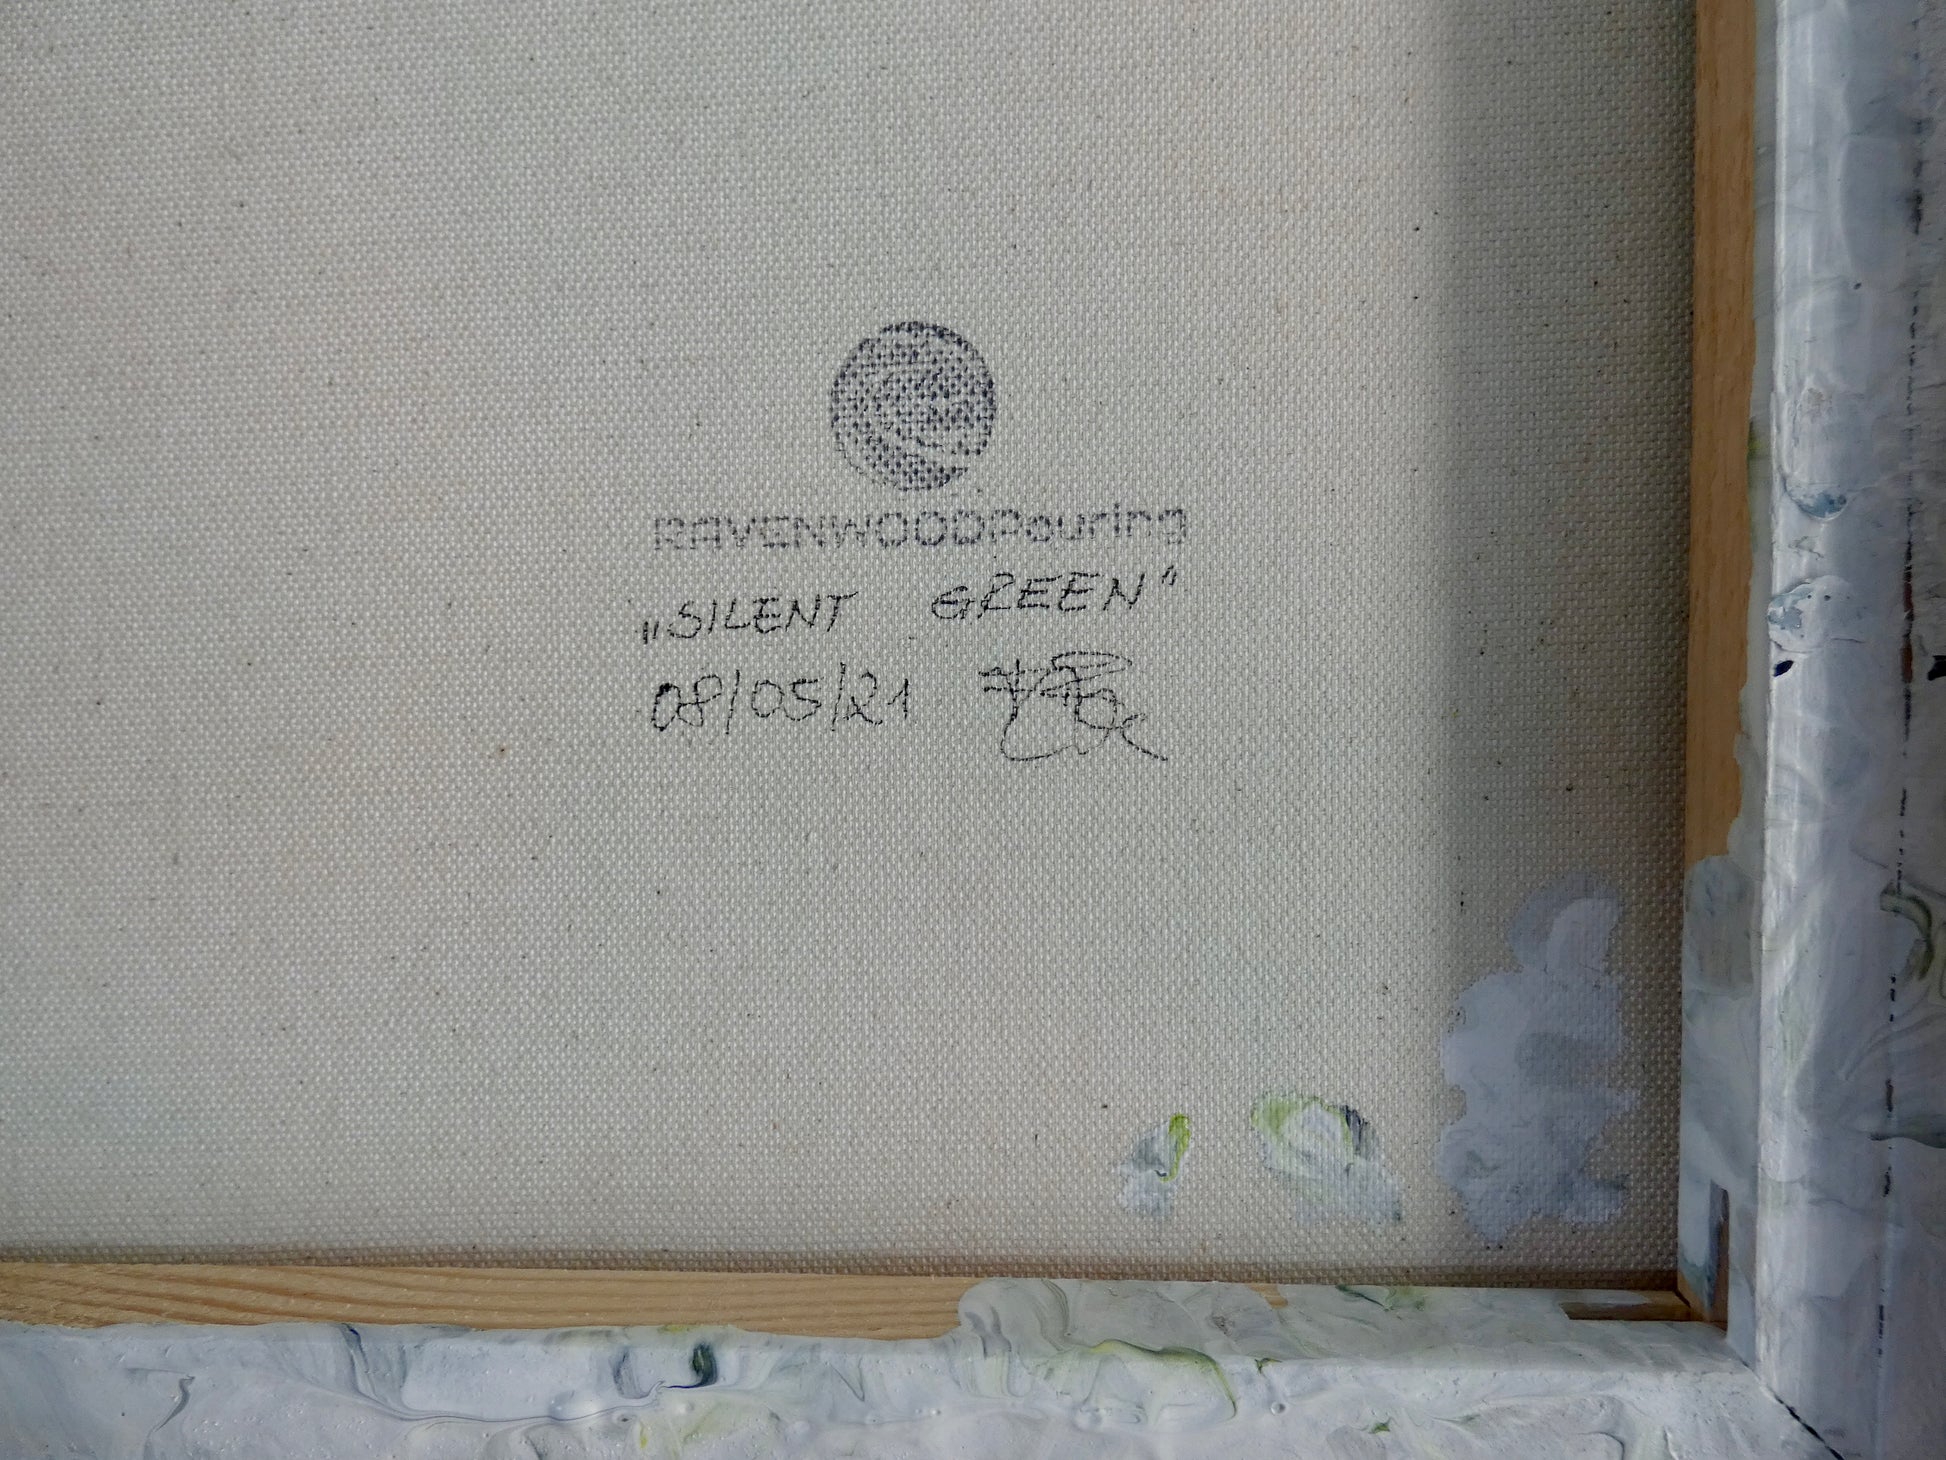 RAVENWOODPouring
„SILENT GREEN"
08/05/21